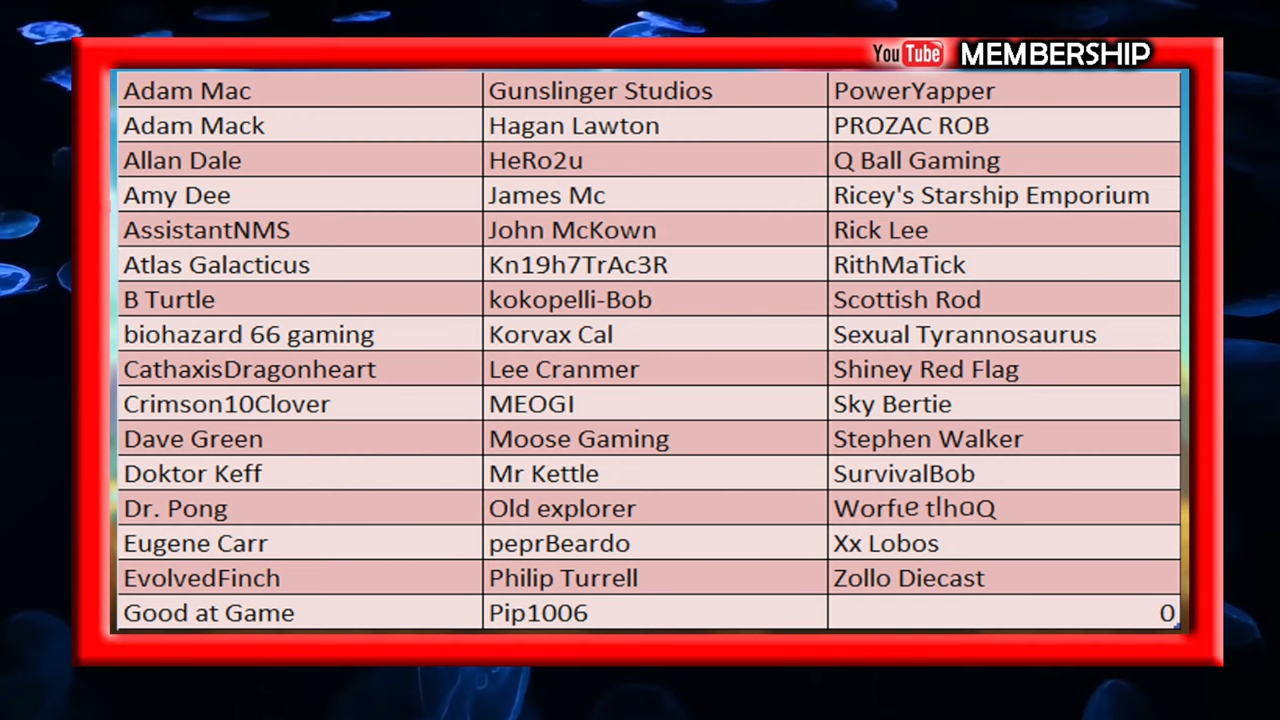 YouTube MEMBERSHIP
Adam Mac Gunslinger Studios PowerYapper
Adam Mack Hagan Lawton PROZAC ROB
Allan Dale HeRo2u Q Ball Gaming
Amy Dee James Mc Ricey's Starship Emporium
AssistantNMS John McKown Rick Lee
Atlas Galacticus Kn19h7TrAc3R RithMaTick
B Turtle kokopelli-Bob Scottish Rod
biohazard 66 gaming Korvax Cal Sexual Tyrannosaurus
CathaxisDragonheart Lee Cranmer Shiney Red Flag
Crimson10Clover MEOGI Sky Bertie
Dave Green Moose Gaming Stephen Walker
Doktor Keff Mr Kettle SurvivalBob
Dr. Pong Old explorer
Eugene Carr peprBeardo Xx Lobos
EvolvedFinch Philip Turrell Zollo Diecast
Good at Game Pip1006 0